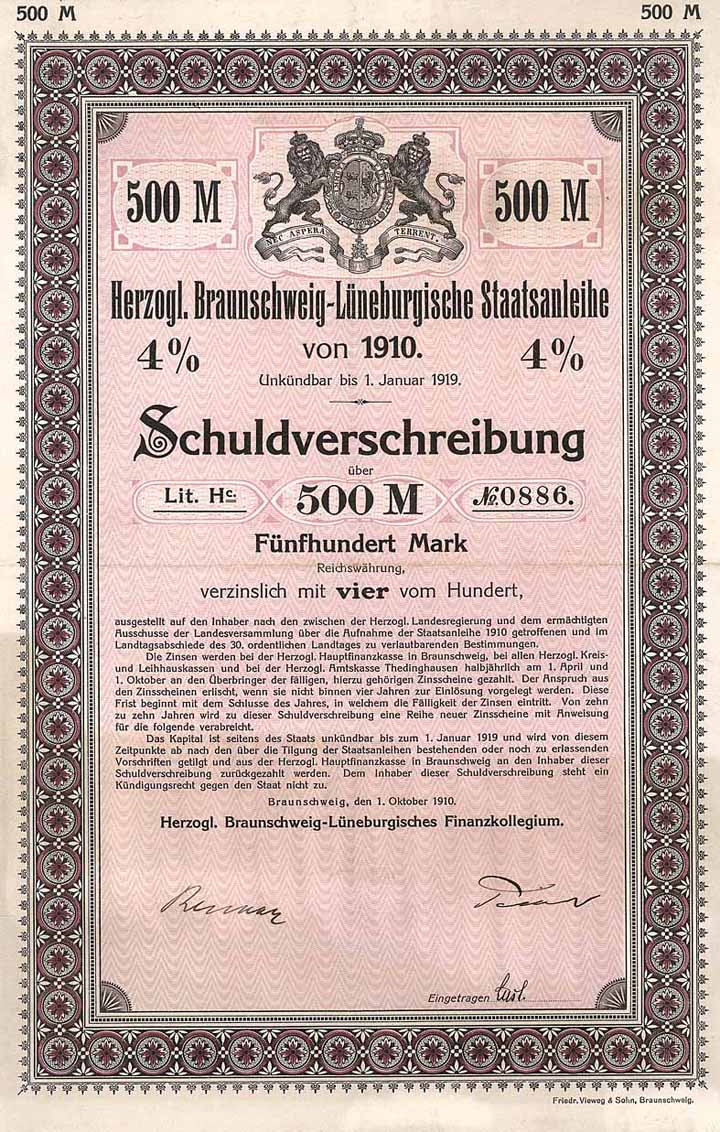 500 M 500 M
500 M 500 M
NEC ASPERA TERRENT.
Herzogl. Braunschweig-Lüneburgische Staatsanleihe
4% von 1910. 4%
Unkündbar bis 1. Januar 1919.
Schuldverschreibung
über
Lit. Hc. 500 M No. 0886.
Fünfhundert Mark
Reichswährung,
verzinslich mit vier vom Hundert,
ausgestellt auf den Inhaber nach den zwischen der Herzogl. Landesregierung und dem ermächtigten
Ausschusse der Landesversammlung über die Aufnahme der Staatsanleihe 1910 getroffenen und im
Landtagsabschiede des 30. ordentlichen Landtages zu verlautbarenden Bestimmungen.
Die Zinsen werden bei der Herzogl. Hauptfinanzkasse in Braunschweig, bei allen Herzogl. Kreis-
und Leihhauskassen und bei der Herzogl. Amtskasse Thedinghausen halbjährlich am 1. April und
1. Oktober an den Überbringer der fälligen, hierzu gehörigen Zinsscheine gezahlt. Der Anspruch aus
den Zinsscheinen erlischt, wenn sie nicht binnen vier Jahren zur Einlösung vorgelegt werden. Diese
Frist beginnt mit dem Schlusse des Jahres, in welchem die Fälligkeit der Zinsen eintritt. Von zehn
zu zehn Jahren wird zu dieser Schuldverschreibung eine Reihe neuer Zinsscheine mit Anweisung
für die folgende verabreicht.
Das Kapital ist seitens des Staats unkündbar bis zum 1. Januar 1919 und wird von diesem
Zeitpunkte ab nach den über die Tilgung der Staatsanleihen bestehenden oder noch zu erlassenden
Vorschriften getilgt und aus der Herzogl. Hauptfinanzkasse in Braunschweig an den Inhaber dieser
Schuldverschreibung zurückgezahlt werden. Dem Inhaber dieser Schuldverschreibung steht ein
Kündigungsrecht gegen den Staat nicht zu.
Braunschweig, den 1. Oktober 1910.
Herzogl. Braunschweig-Lüneburgisches Finanzkollegium.
Eingetragen
Friedr. Vieweg & Sohn, Braunschweig.